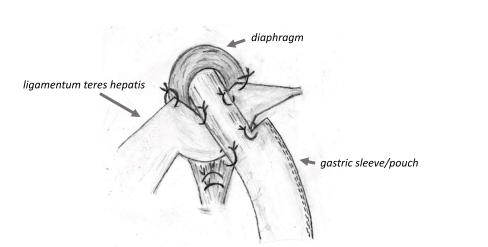 diaphragm
ligamentum teres hepatis
gastric sleeve/pouch